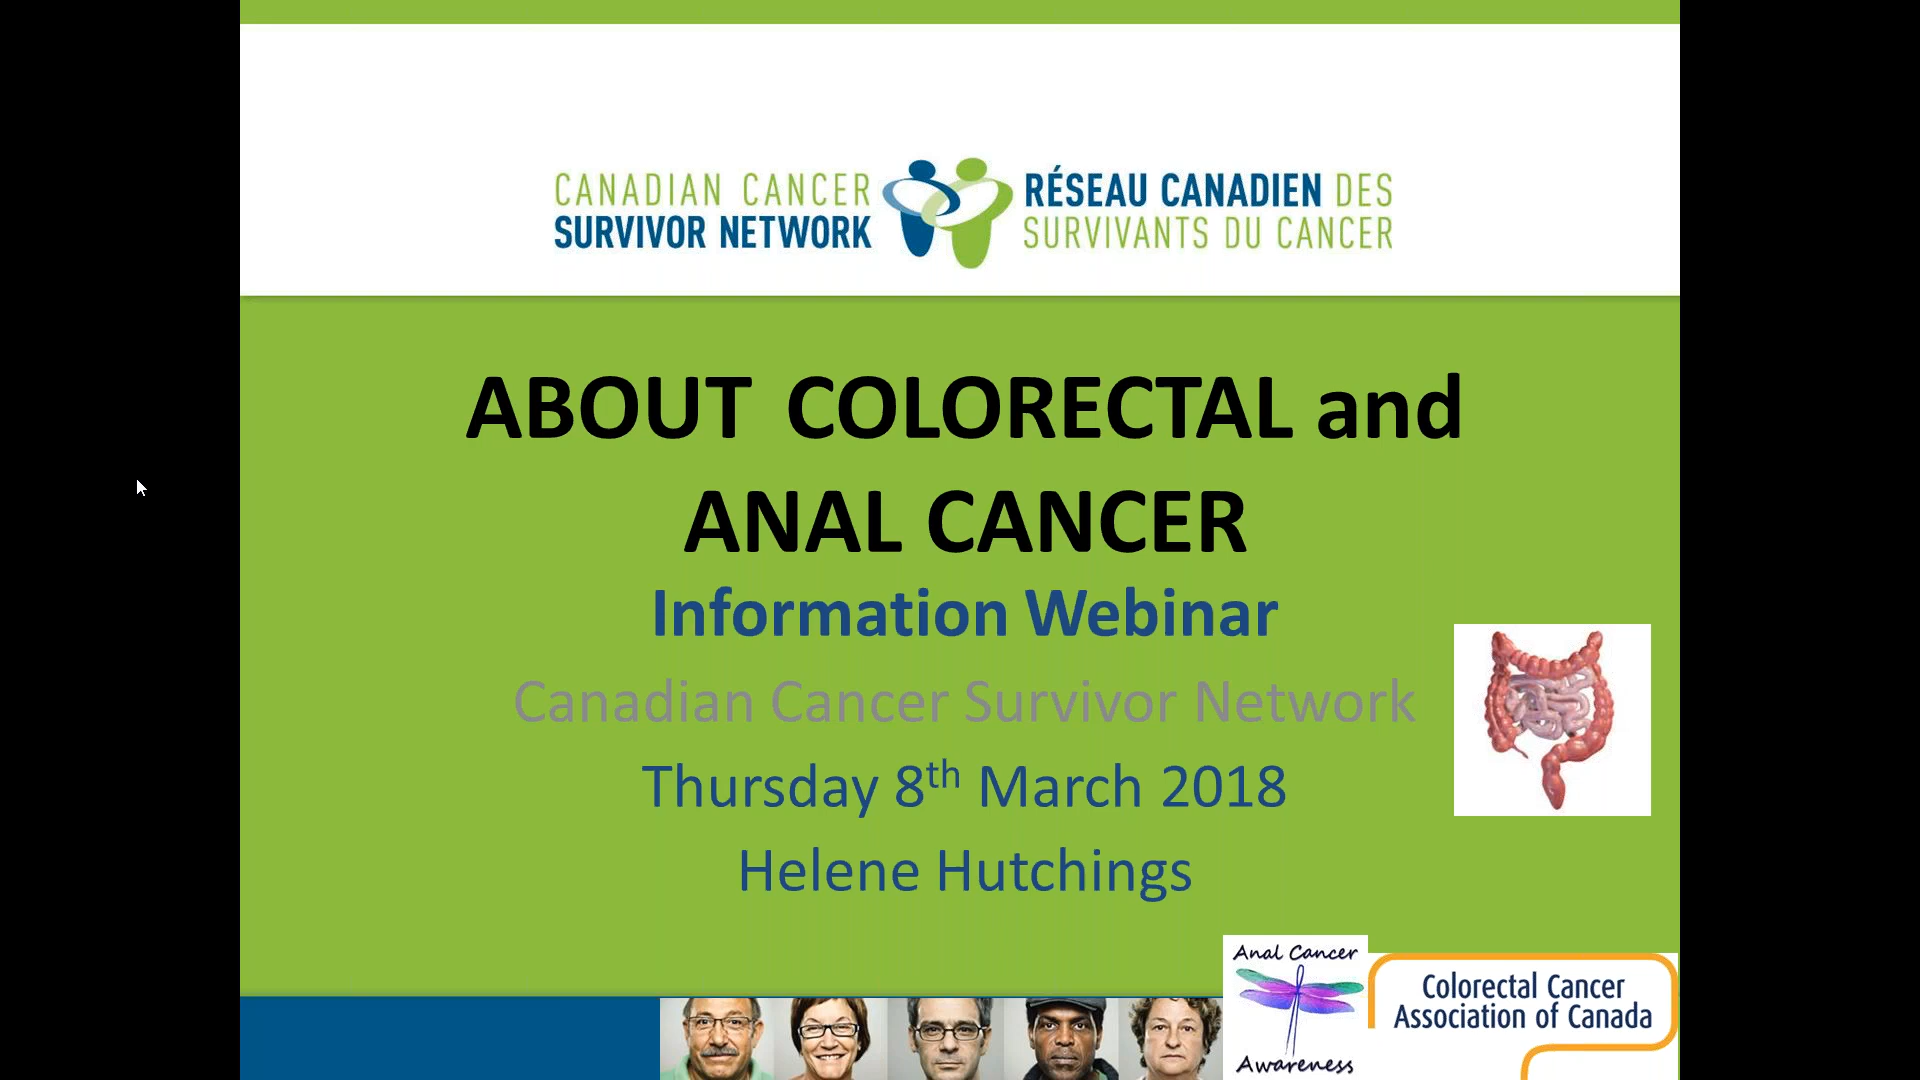 CANADIAN CANCER
SURVIVOR NETWORK
RÉSEAU CANADIEN DES
SURVIVANTS DU CANCER
ABOUT COLORECTAL and
ANAL CANCER
Information Webinar
Canadian Cancer Survivor Network
Thursday 8th March 2018
Helene Hutchings
Anal Cancer
Awareness
Colorectal Cancer
Association of Canada